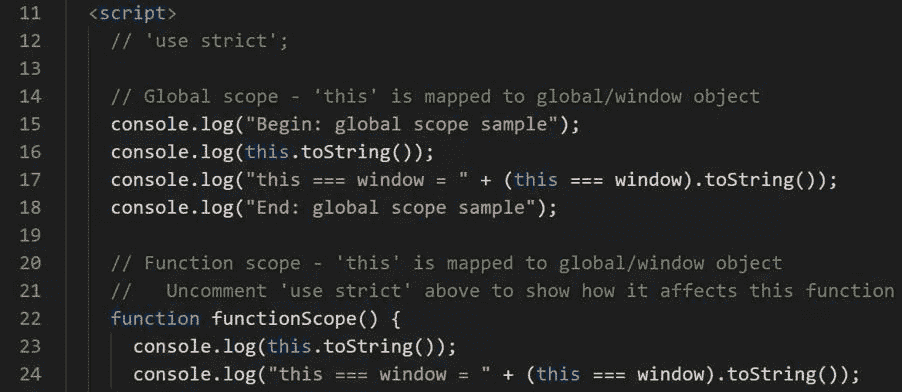 11 <script>
12 // 'use strict';
13
14 // Global scope - 'this' is mapped to global/window object
15 console.log("Begin: global scope sample");
16 console.log(this.toString());
17 console.log("this === window = " + (this === window).toString());
18 console.log("End: global scope sample");
19
20 // Function scope - 'this' is mapped to global/window object
21 //   Uncomment 'use strict' above to show how it affects this function
22 function functionScope() {
23 console.log(this.toString());
24 console.log("this === window = " + (this === window).toString());